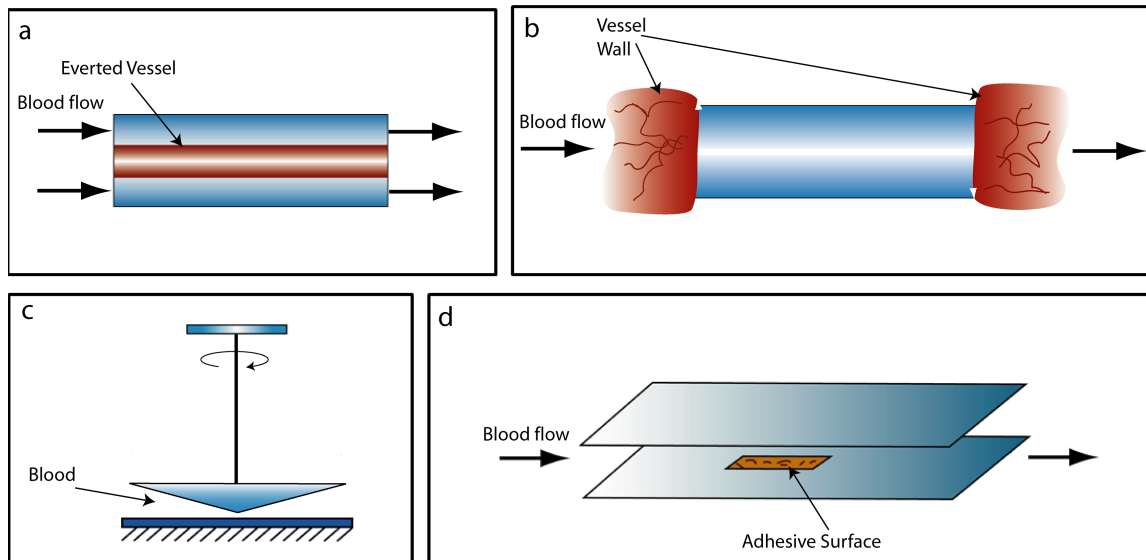 a
Everted Vessel
Blood flow
b
Vessel
Wall
Blood flow
c
Blood
d
Blood flow
Adhesive Surface